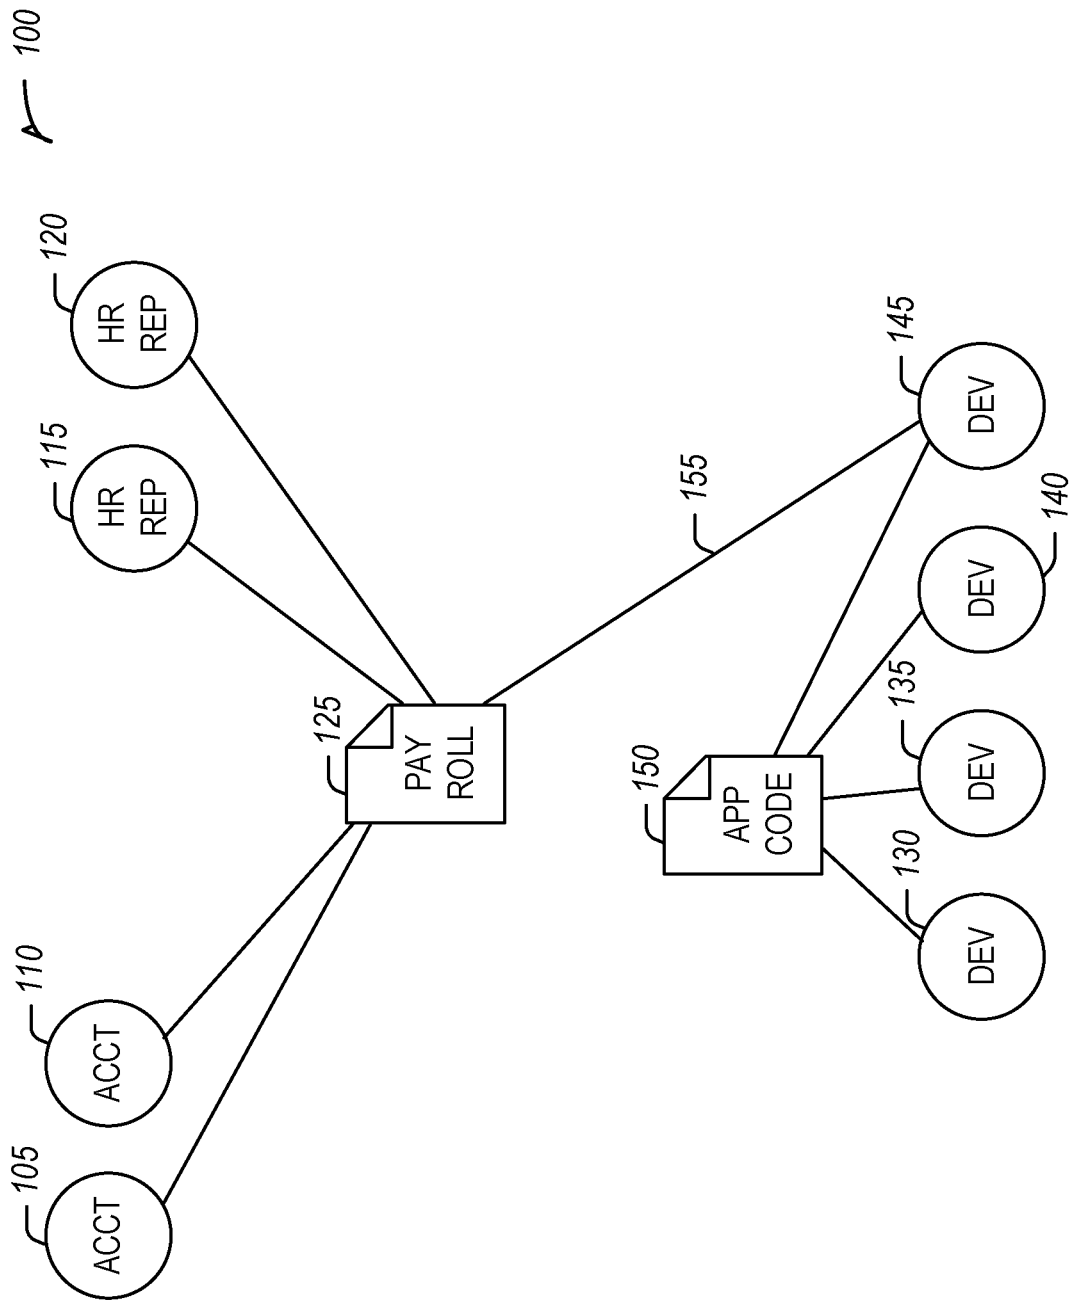 100
120
HR
REP
115
HR
REP
110
ACCT
105
ACCT
125
PAY
ROLL
155
150
APP
CODE
145
DEV
140
DEV
135
DEV
130
DEV